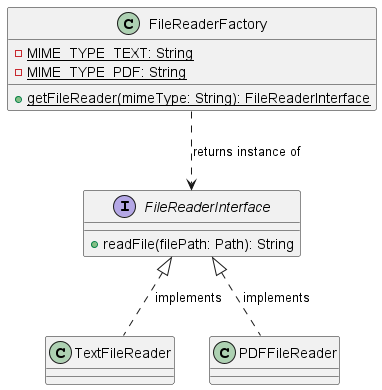 C FileReaderFactory
MIME_TYPE_TEXT: String
MIME_TYPE_PDF: String
getFileReader(mimeType: String): FileReaderInterface
returns instance of
I FileReaderInterface
readFile(filePath: Path): String
implements implements
C TextFileReader C PDFFileReader